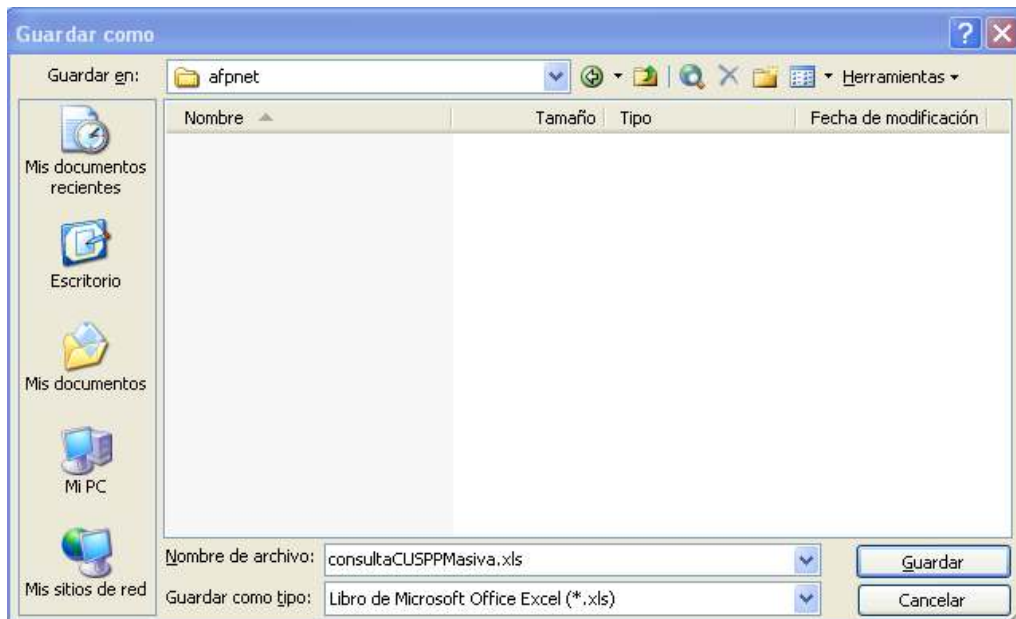 Guardar como
Guardar en: afpnet Herramientas
Nombre Tamaño Tipo Fecha de modificación
Mis documentos
recientes
Escritorio
Mis documentos
Mi PC
Mis sitios de red
Nombre de archivo: consultaCUSPPMasiva.xls Guardar
Guardar como tipo: Libro de Microsoft Office Excel (*.xls) Cancelar